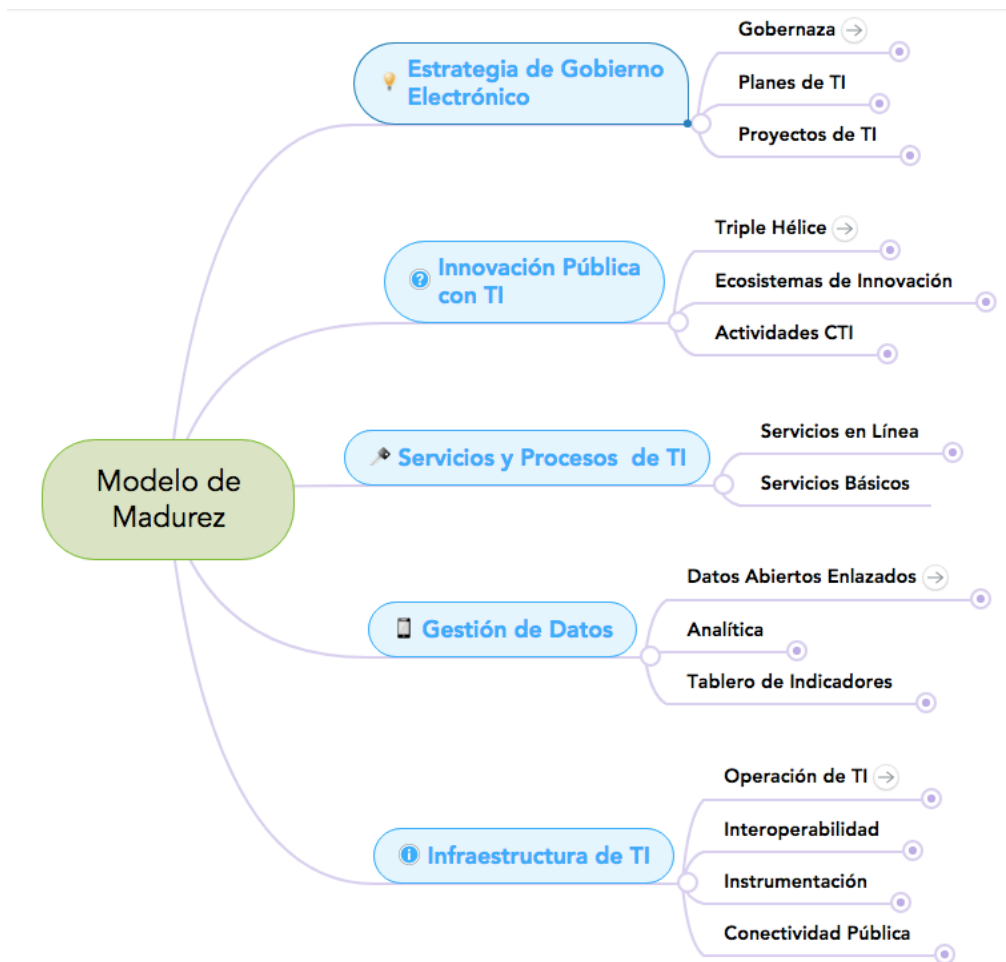 Modelo de
Madurez
Estrategia de Gobierno
Electrónico
Gobernaza
Planes de TI
Proyectos de TI
Innovación Pública
con TI
Triple Hélice
Ecosistemas de Innovación
Actividades CTI
Servicios y Procesos de TI
Servicios en Línea
Servicios Básicos
Gestión de Datos
Datos Abiertos Enlazados
Analítica
Tablero de Indicadores
Infraestructura de TI
Operación de TI
Interoperabilidad
Instrumentación
Conectividad Pública